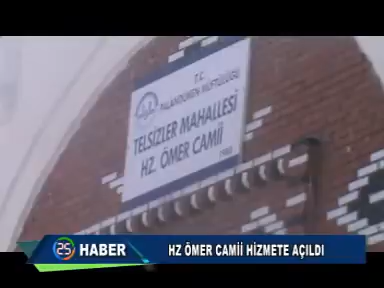 T.C.
PALANDÖKEN MÜFTÜLÜĞÜ
TELSİZLER MAHALLESİ
HZ. ÖMER CAMİİ
25 HABER
HZ ÖMER CAMİİ HİZMETE AÇILDI